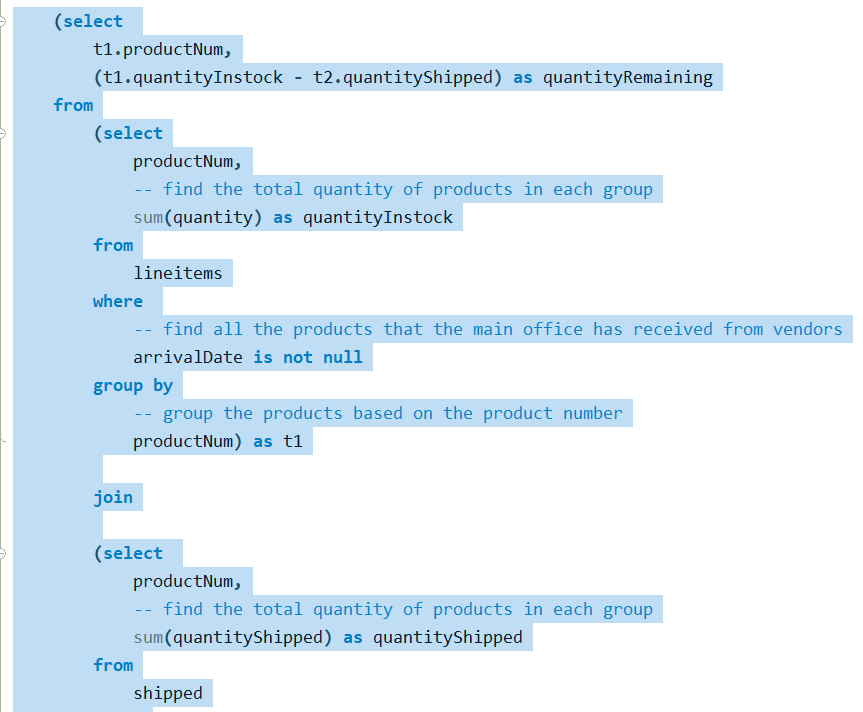 (select
t1.productNum,
(t1.quantityInstock - t2.quantityShipped) as quantityRemaining
from
(select
productNum,
-- find the total quantity of products in each group
sum(quantity) as quantityInstock
from
lineitems
where
-- find all the products that the main office has received from vendors
arrivalDate is not null
group by
-- group the products based on the product number
productNum) as t1
join
(select
productNum,
-- find the total quantity of products in each group
sum(quantityShipped) as quantityShipped
from
shipped